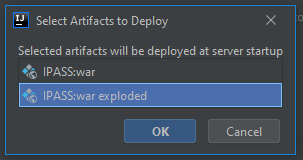 Select Artifacts to Deploy
Selected artifacts will be deployed at server startup
IPASS:war
IPASS:war exploded
OK
Cancel